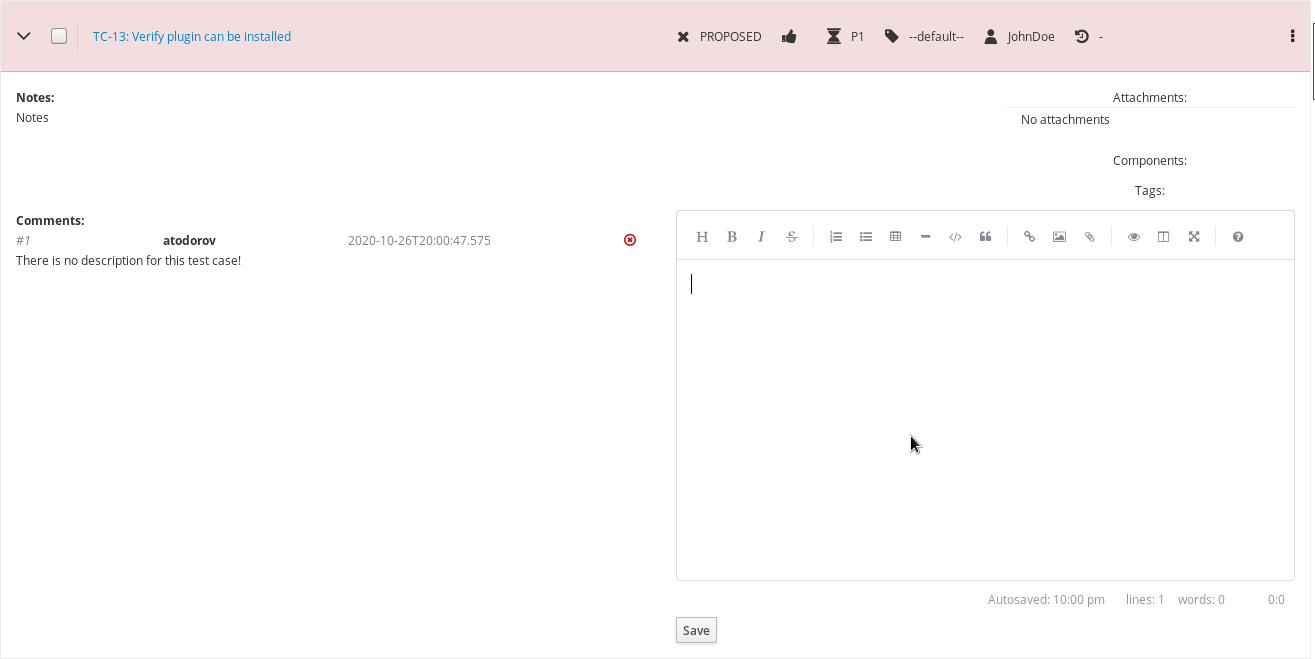 TC-13: Verify plugin can be installed PROPOSED P1 --default-- JohnDoe -
Notes:
Notes
Attachments:
No attachments
Components:
Tags:
Comments:
#1 atodorov 2020-10-26T20:00:47.575
There is no description for this test case!
H B I S
Autosaved: 10:00 pm lines: 1 words: 0 0:0
Save